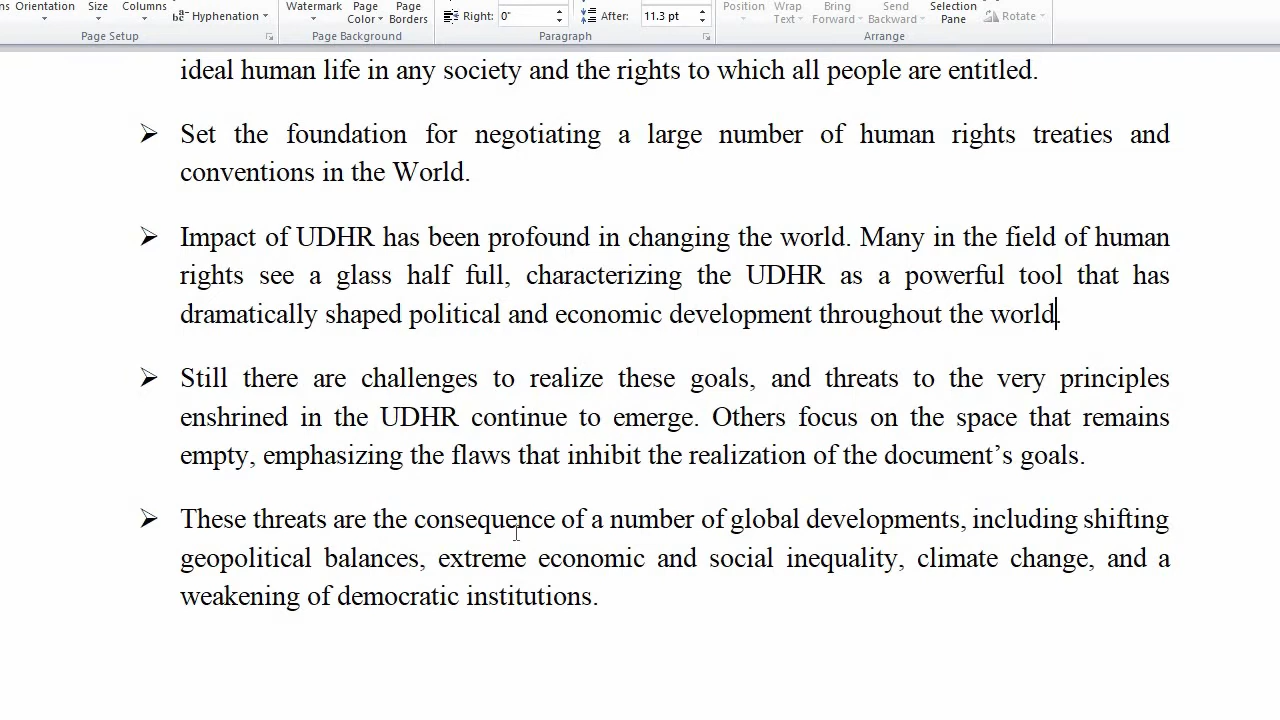 Orientation Size Columns Hyphenation Watermark Page Color Page Borders Right: 0" After: 11.3 pt Position Wrap Text Bring Forward Send Backward Selection Pane Rotate
Page Setup Page Background Paragraph Arrange
ideal human life in any society and the rights to which all people are entitled.
➢ Set the foundation for negotiating a large number of human rights treaties and
conventions in the World.
➢ Impact of UDHR has been profound in changing the world. Many in the field of human
rights see a glass half full, characterizing the UDHR as a powerful tool that has
dramatically shaped political and economic development throughout the world.
➢ Still there are challenges to realize these goals, and threats to the very principles
enshrined in the UDHR continue to emerge. Others focus on the space that remains
empty, emphasizing the flaws that inhibit the realization of the document’s goals.
➢ These threats are the consequence of a number of global developments, including shifting
geopolitical balances, extreme economic and social inequality, climate change, and a
weakening of democratic institutions.